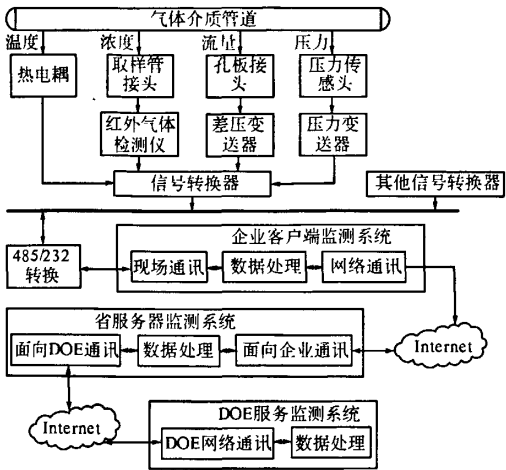 气体介质管道
温度
浓度
流量
压力
热电耦
取样管
接头
孔板接
头
压力传
感头
红外气体
检测仪
差压变
送器
压力变
送器
信号转换器
其他信号转换器
485/232
转换
企业客户端监测系统
现场通讯
数据处理
网络通讯
省服务器监测系统
面向DOE通讯
数据处理
面向企业通讯
Internet
Internet
DOE服务监测系统
DOE网络通讯
数据处理